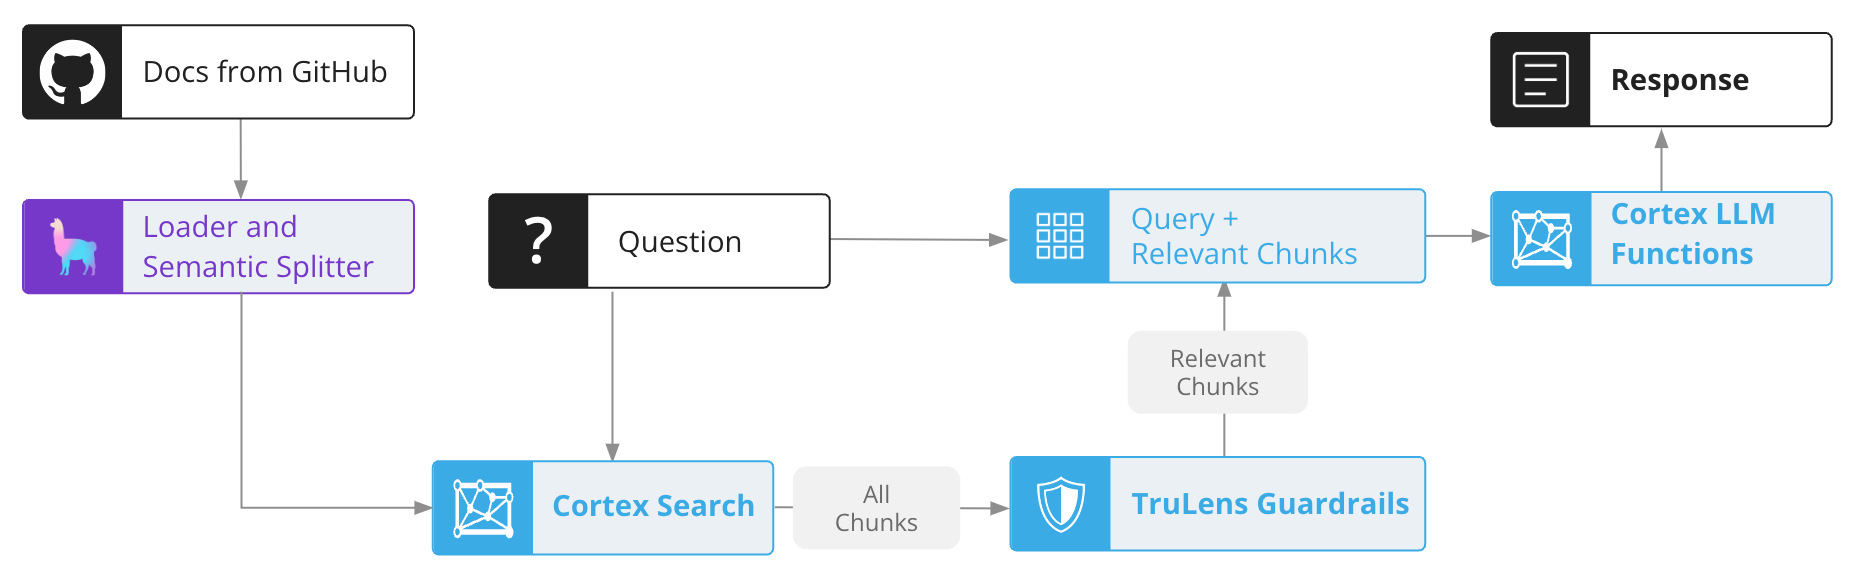 Docs from GitHub
Response
Loader and
Semantic Splitter
?
Question
Query +
Relevant Chunks
Cortex LLM
Functions
Relevant
Chunks
Cortex Search
All
Chunks
TruLens Guardrails